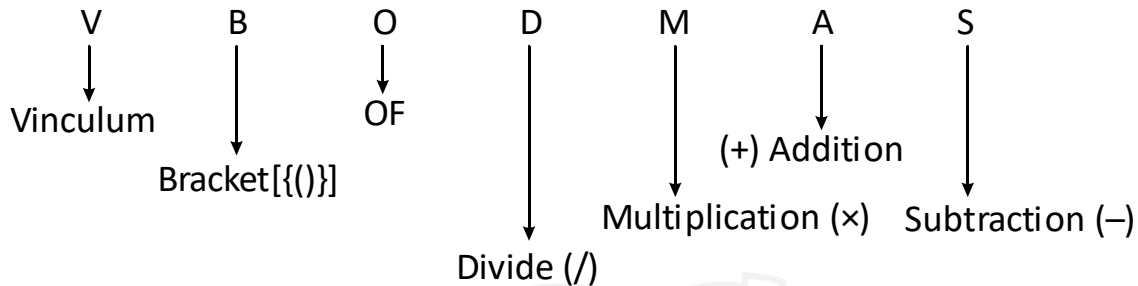 V B O D M A S
Vinculum
OF
(+) Addition
Bracket[{()}]
Multiplication (×)
Subtraction (–)
Divide (/)